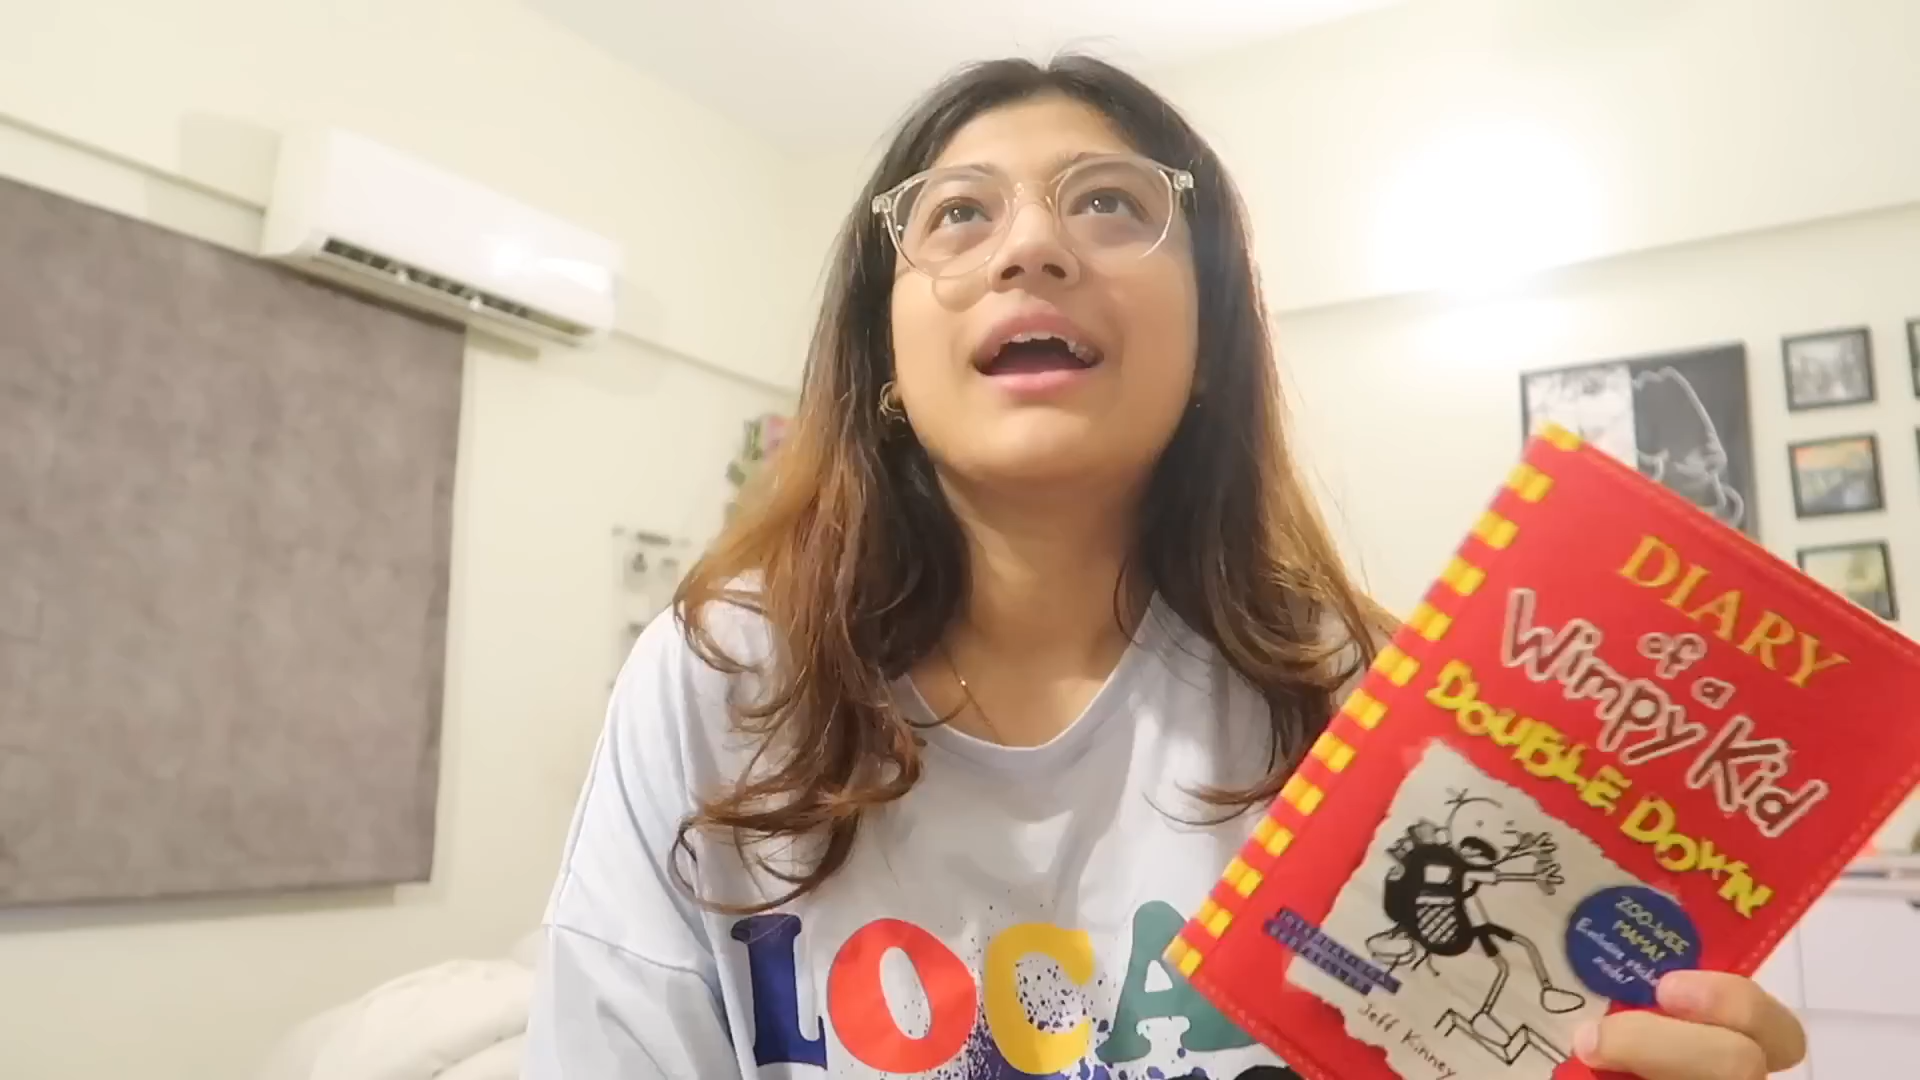 LOCA
DIARY
of a
Wimpy Kid
DOUBLE DOWN
ZOO-WEE
MAMA!
Jeff Kinney